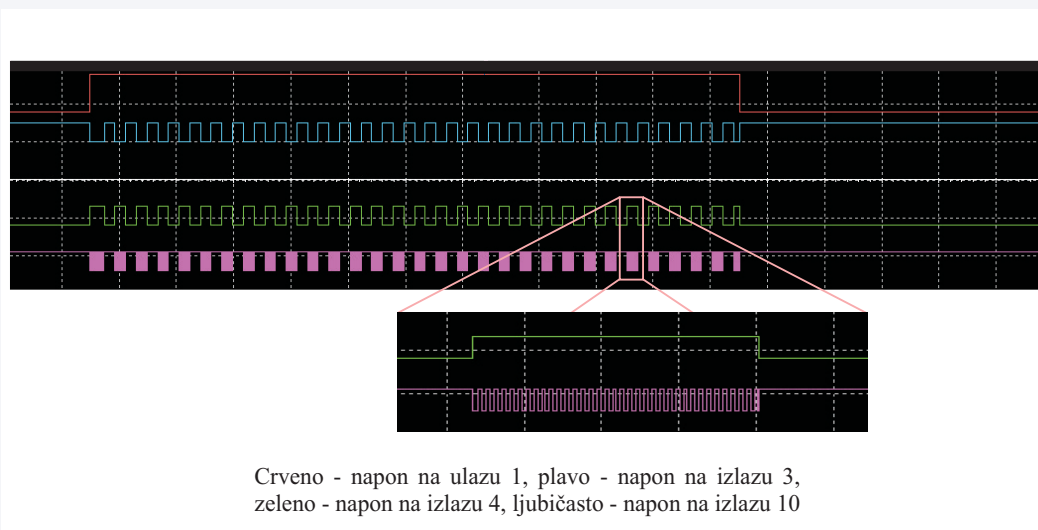 Crveno - napon na ulazu 1, plavo - napon na izlazu 3,
zeleno - napon na izlazu 4, ljubičasto - napon na izlazu 10